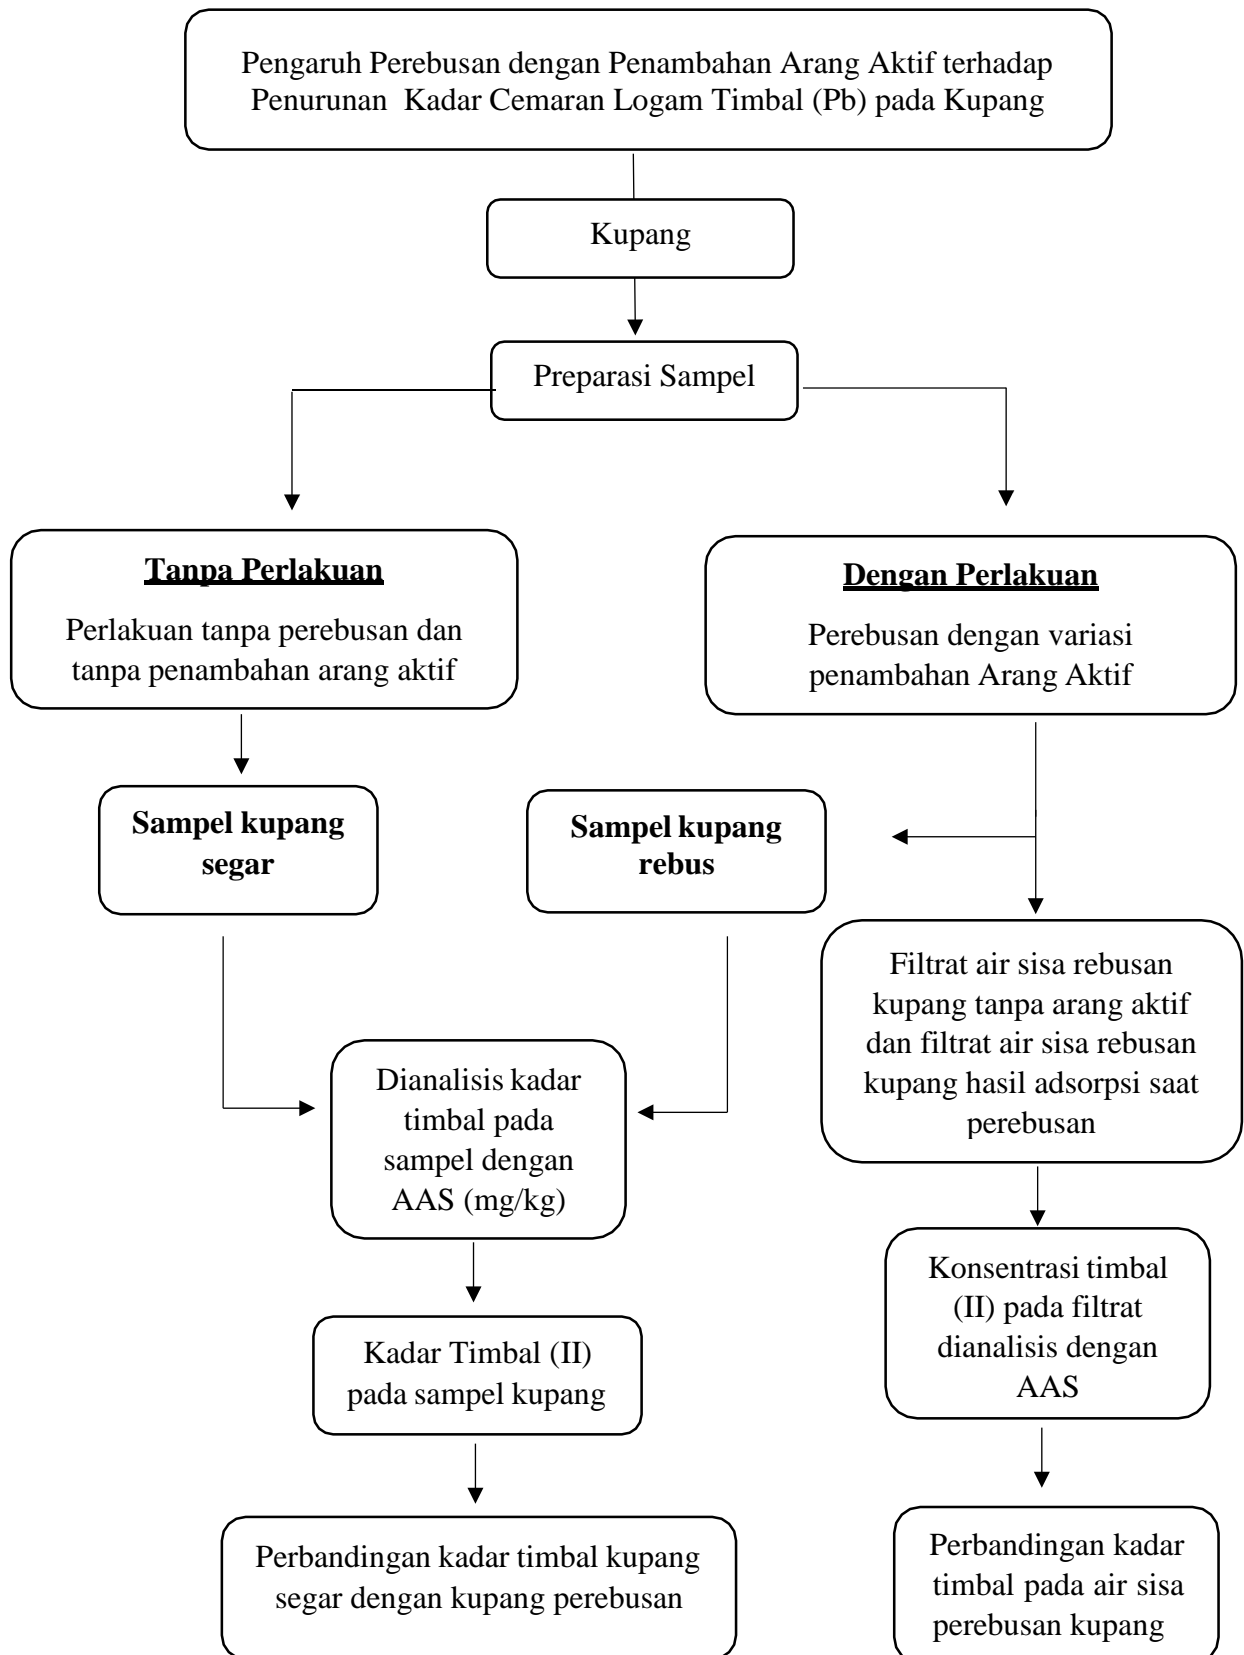 Pengaruh Perebusan dengan Penambahan Arang Aktif terhadap
Penurunan Kadar Cemaran Logam Timbal (Pb) pada Kupang
Kupang
Preparasi Sampel
Tanpa Perlakuan
Perlakuan tanpa perebusan dan
tanpa penambahan arang aktif
Dengan Perlakuan
Perebusan dengan variasi
penambahan Arang Aktif
Sampel kupang
segar
Sampel kupang
rebus
Filtrat air sisa rebusan
kupang tanpa arang aktif
dan filtrat air sisa rebusan
kupang hasil adsorpsi saat
perebusan
Dianalisis kadar
timbal pada
sampel dengan
AAS (mg/kg)
Konsentrasi timbal
(II) pada filtrat
dianalisis dengan
AAS
Kadar Timbal (II)
pada sampel kupang
Perbandingan kadar timbal kupang
segar dengan kupang perebusan
Perbandingan kadar
timbal pada air sisa
perebusan kupang